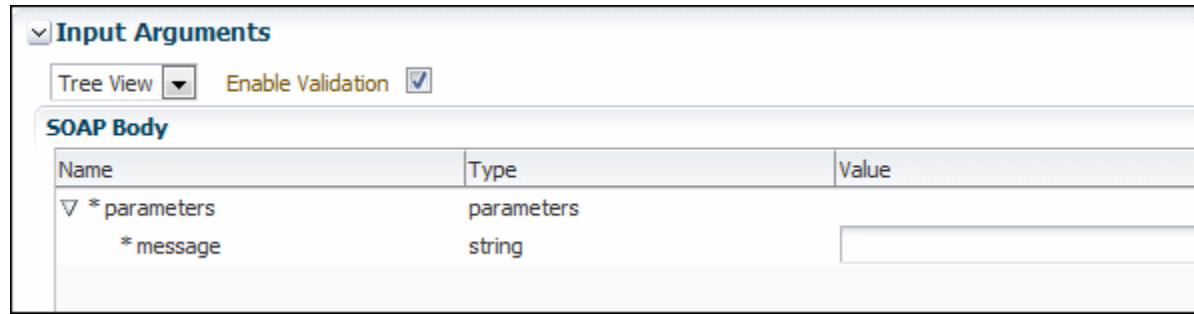 Input Arguments
Tree View Enable Validation
SOAP Body
Name Type Value
* parameters parameters
* message string